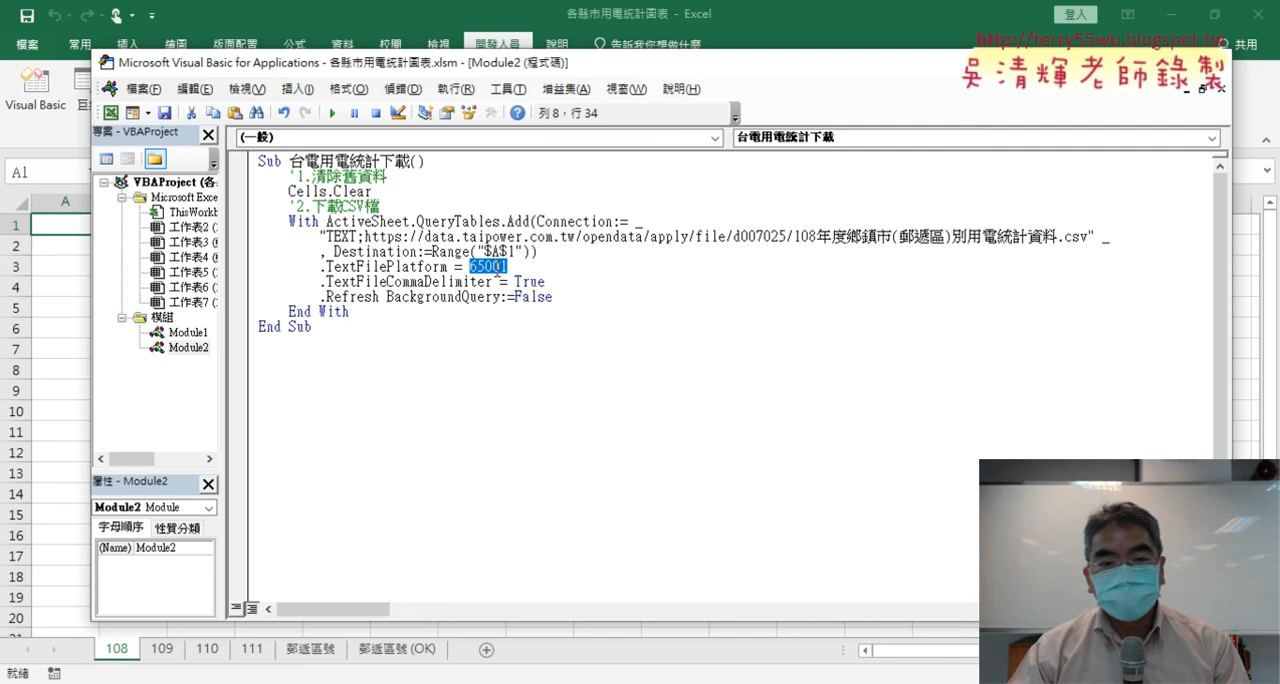 各縣市用電統計圖表 - Excel
登入
檔案 常用 插入 繪圖 版面配置 公式 資料 校閱 檢視 開發人員 說明 告訴我您想做什麼 共用
http://terry55wu.blogspot.tw
吳清輝老師錄製
Visual Basic
Microsoft Visual Basic for Applications - 各縣市用電統計圖表.xlsm - [Module2 (程式碼)]
檔案(F) 編輯(E) 檢視(V) 插入(I) 格式(O) 偵錯(D) 執行(R) 工具(T) 增益集(A) 視窗(W) 說明(H)
列 8，行 34
專案 - VBAProject
(一般)
台電用電統計下載
VBAProject (各
Microsoft Exce
ThisWorkb
工作表2 (
工作表3 (
工作表4 (
工作表5 (
工作表6 (
工作表7 (
模組
Module1
Module2
屬性 - Module2
Module2 Module
字母順序 性質分類
(Name) Module2
Sub 台電用電統計下載()
'1.清除舊資料
Cells.Clear
'2.下載CSV檔
With ActiveSheet.QueryTables.Add(Connection:= _
"TEXT;https://data.taipower.com.tw/opendata/apply/file/d007025/108年度鄉鎮市(郵遞區)別用電統計資料.csv" _
, Destination:=Range("$A$1"))
.TextFilePlatform = 65001
.TextFileCommaDelimiter = True
.Refresh BackgroundQuery:=False
End With
End Sub
A1
A
1
2
3
4
5
6
7
8
9
10
11
12
13
14
15
16
17
18
19
20
108 109 110 111 郵遞區號 郵遞區號 (OK)
就緒